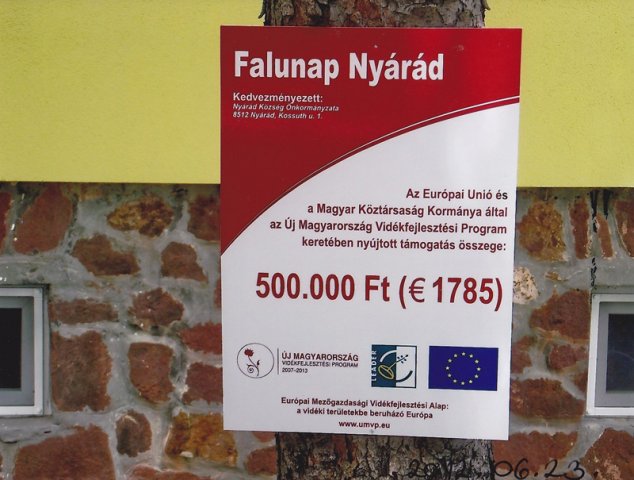 Falunap Nyárád
Kedvezményezett:
Nyárád Község Önkormányzata
8512 Nyárád, Kossuth u. 1.
Az Európai Unió és
a Magyar Köztársaság Kormánya által
az Új Magyarország Vidékfejlesztési Program
keretében nyújtott támogatás összege:
500.000 Ft (€ 1785)
ÚJ MAGYARORSZÁG
VIDÉKFEJLESZTÉSI PROGRAM
2007–2013
LEADER
Európai Mezőgazdasági Vidékfejlesztési Alap:
a vidéki területekbe beruházó Európa
www.umvp.eu
2012.06.23.